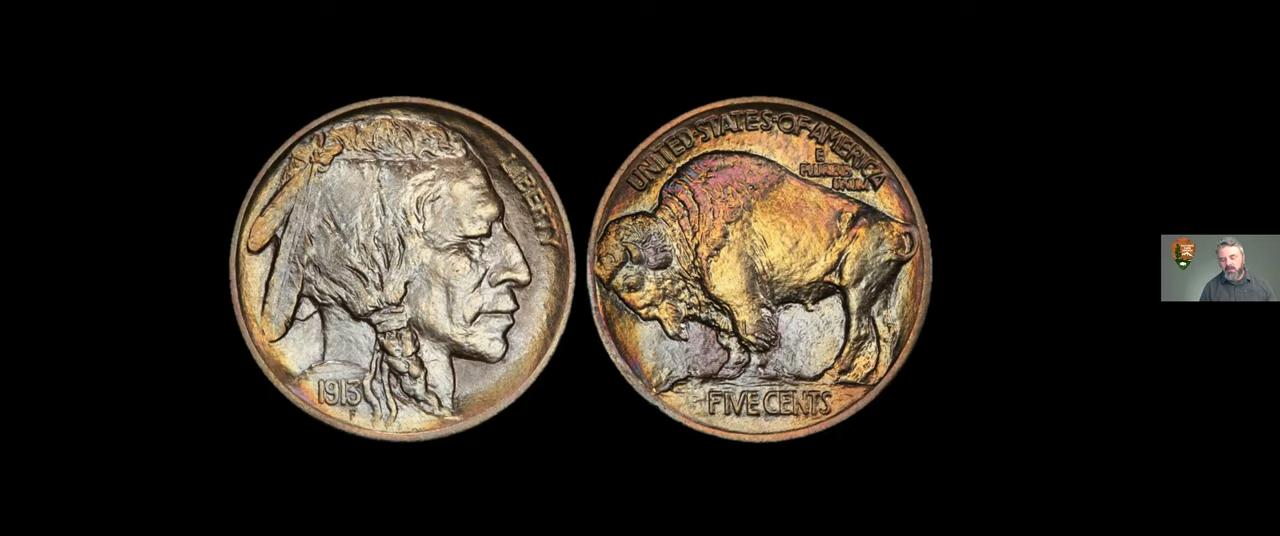 LIBERTY
1913
F
UNITED·STATES·OF·AMERICA
E
PLURIBUS
UNUM
FIVE CENTS